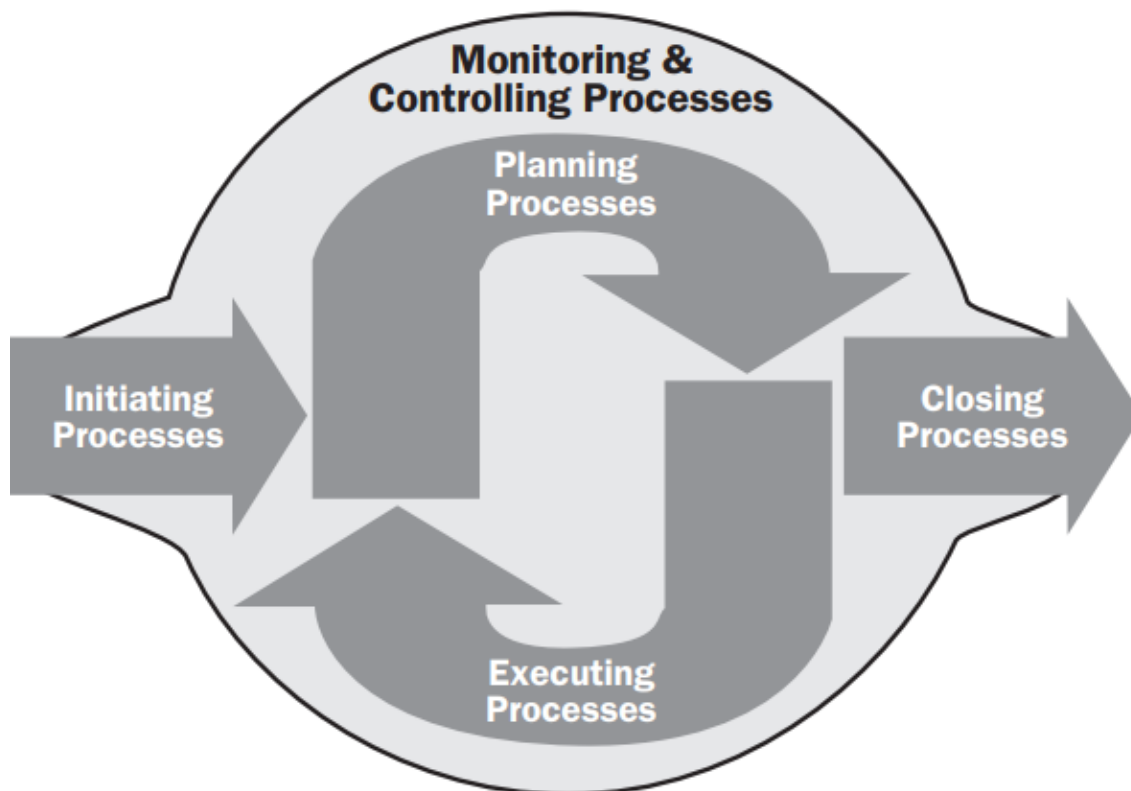 Monitoring &
Controlling Processes
Planning
Processes
Initiating
Processes
Closing
Processes
Executing
Processes